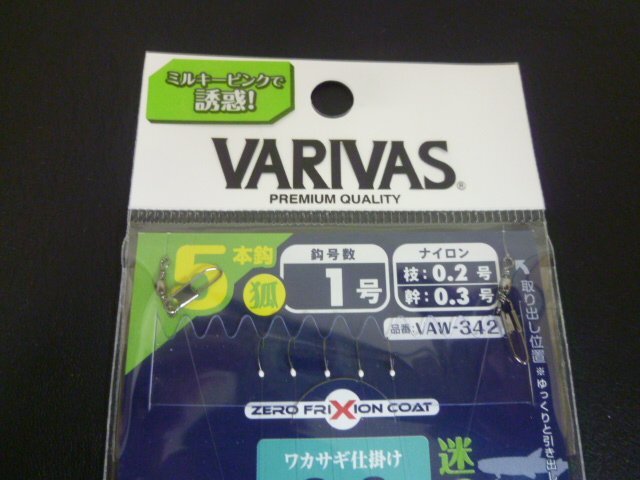 ミルキーピンクで
誘惑!
VARIVAS®
PREMIUM QUALITY
5本鈎
狐
鈎号数
1号
ナイロン
枝:0.2号
幹:0.3号
品番:VAW-342
取り出し位置
※ゆっくりと引き出し
ZERO FRIXION COAT
ワカサギ仕掛け
迷